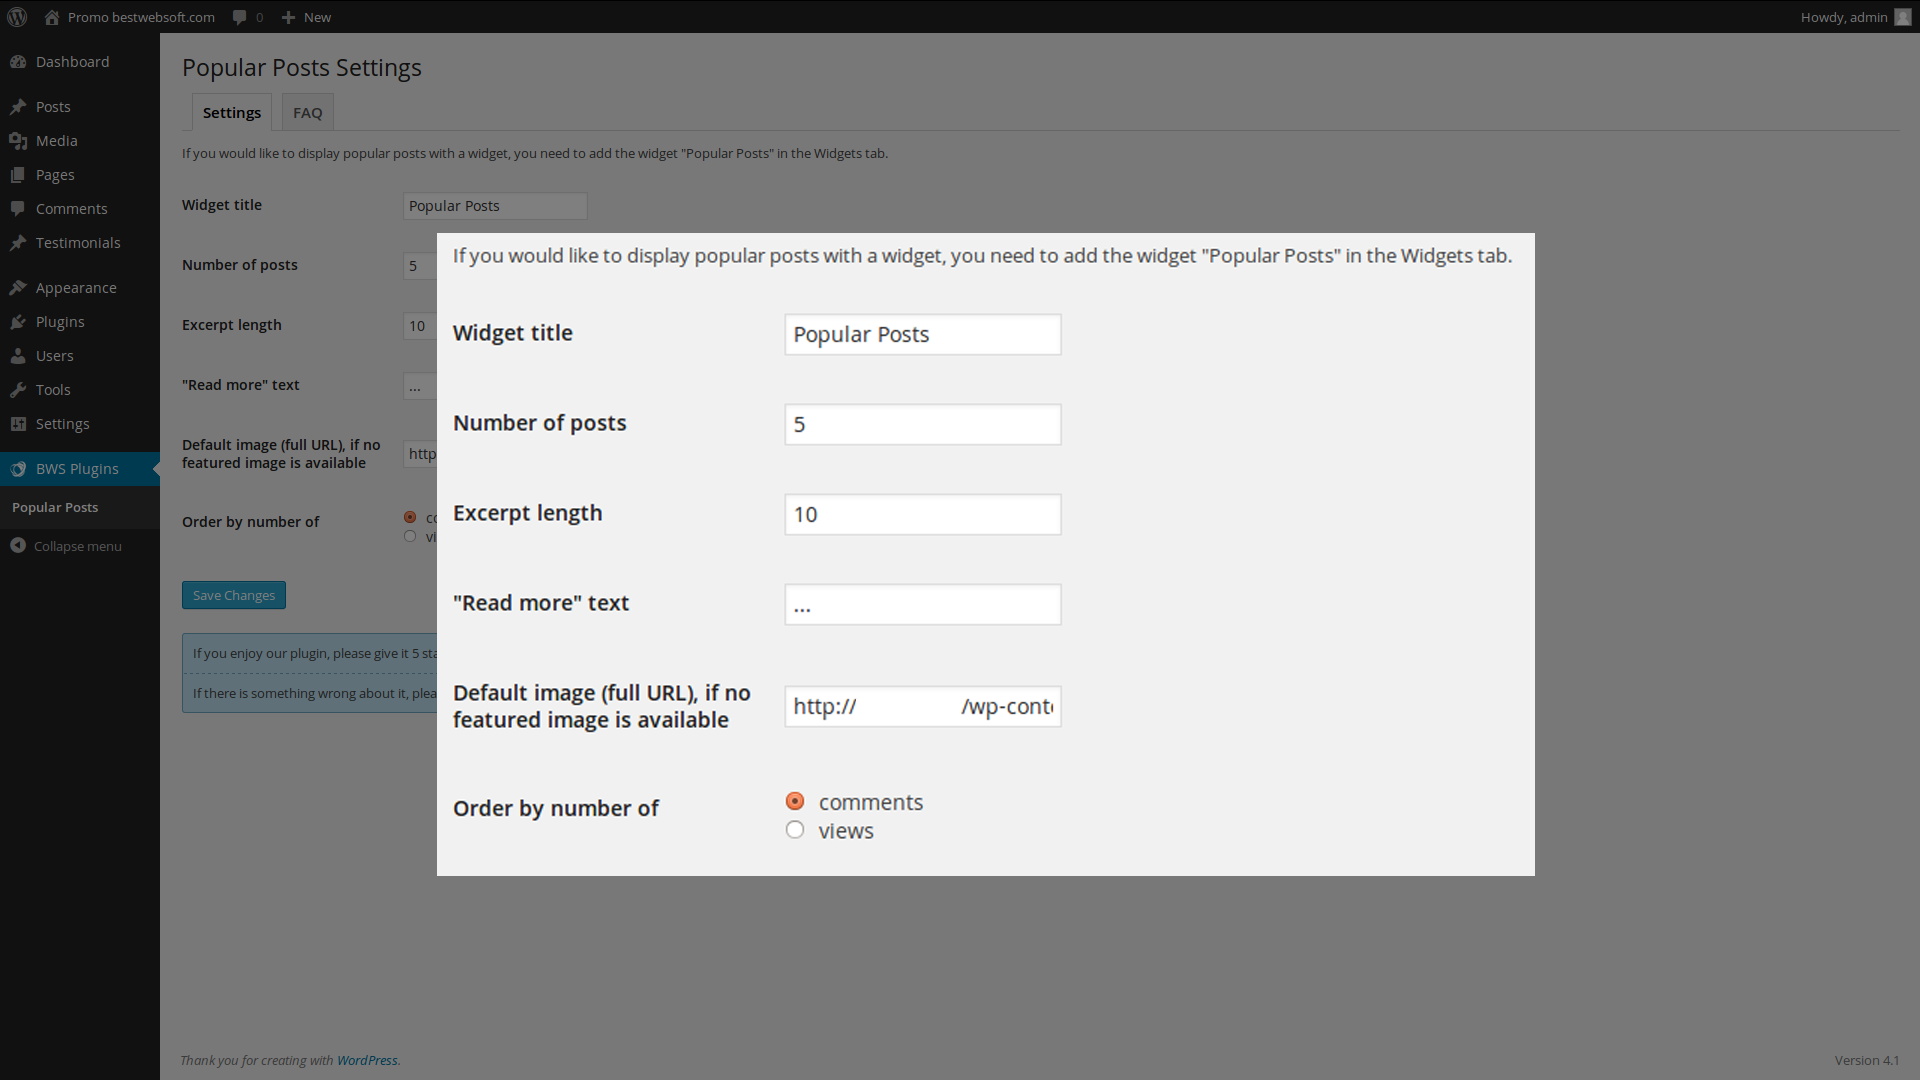 Promo bestwebsoft.com 0 New Howdy, admin
Dashboard
Posts
Media
Pages
Comments
Testimonials
Appearance
Plugins
Users
Tools
Settings
BWS Plugins
Popular Posts
Collapse menu
Popular Posts Settings
Settings FAQ
If you would like to display popular posts with a widget, you need to add the widget "Popular Posts" in the Widgets tab.
Widget title Popular Posts
Number of posts 5
Excerpt length 10
"Read more" text ...
Default image (full URL), if no
featured image is available http
Order by number of
Save Changes
If you enjoy our plugin, please give it 5
If there is something wrong about it,
If you would like to display popular posts with a widget, you need to add the widget "Popular Posts" in the Widgets tab.
Widget title Popular Posts
Number of posts 5
Excerpt length 10
"Read more" text ...
Default image (full URL), if no
featured image is available http:// /wp-cont
Order by number of comments
views
Thank you for creating with WordPress.
Version 4.1